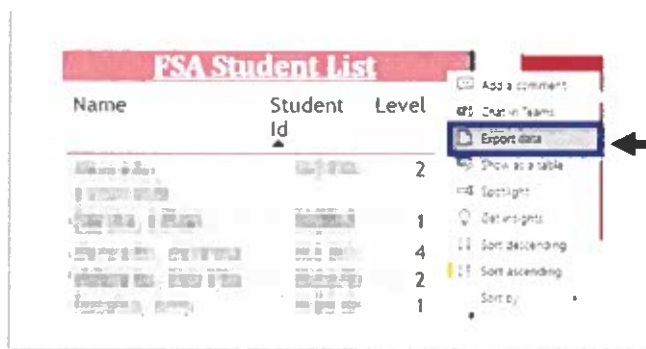 FSA Student List
Name Student Id Level
2
1
4
2
1
Add a comment
Chat in Teams
Export data
Show as a table
Spotlight
Get insights
Sort descending
Sort ascending
Sort by